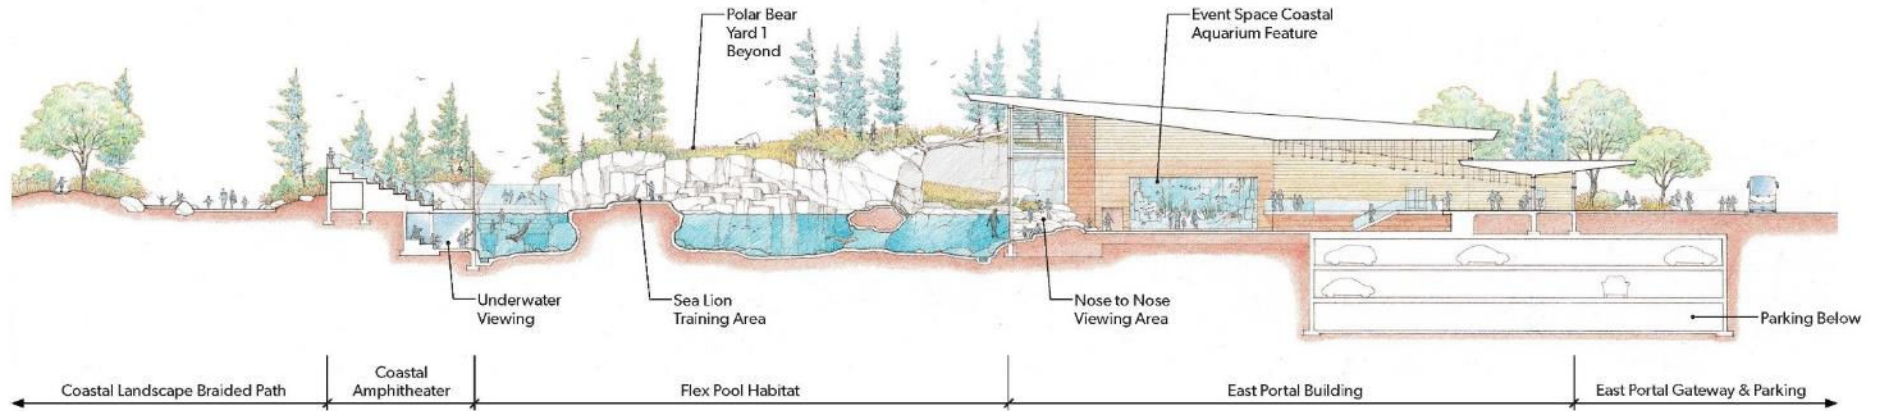 Polar Bear
Yard 1
Beyond
Event Space Coastal
Aquarium Feature
Underwater
Viewing
Sea Lion
Training Area
Nose to Nose
Viewing Area
Parking Below
Coastal Landscape Braided Path
Coastal
Amphitheater
Flex Pool Habitat
East Portal Building
East Portal Gateway & Parking